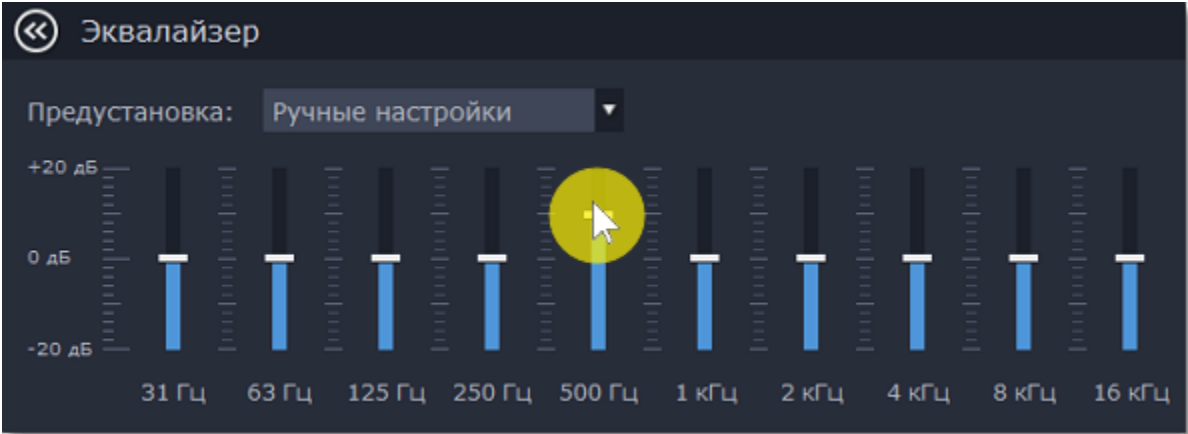 Эквалайзер
Предустановка: Ручные настройки
+20 дБ
0 дБ
-20 дБ
31 Гц 63 Гц 125 Гц 250 Гц 500 Гц 1 кГц 2 кГц 4 кГц 8 кГц 16 кГц